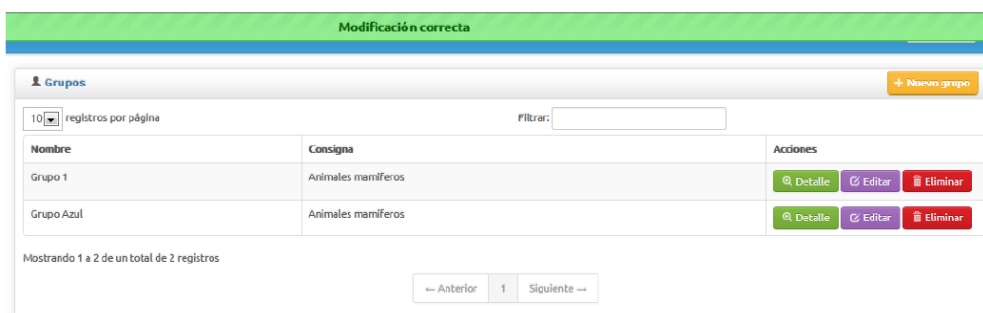 Modificación correcta
Grupos
+ Nuevo grupo
10 registros por página
Filtrar:
Nombre Consigna Acciones
Grupo 1 Animales mamíferos Detalle Editar Eliminar
Grupo Azul Animales mamíferos Detalle Editar Eliminar
Mostrando 1 a 2 de un total de 2 registros
← Anterior 1 Siguiente →